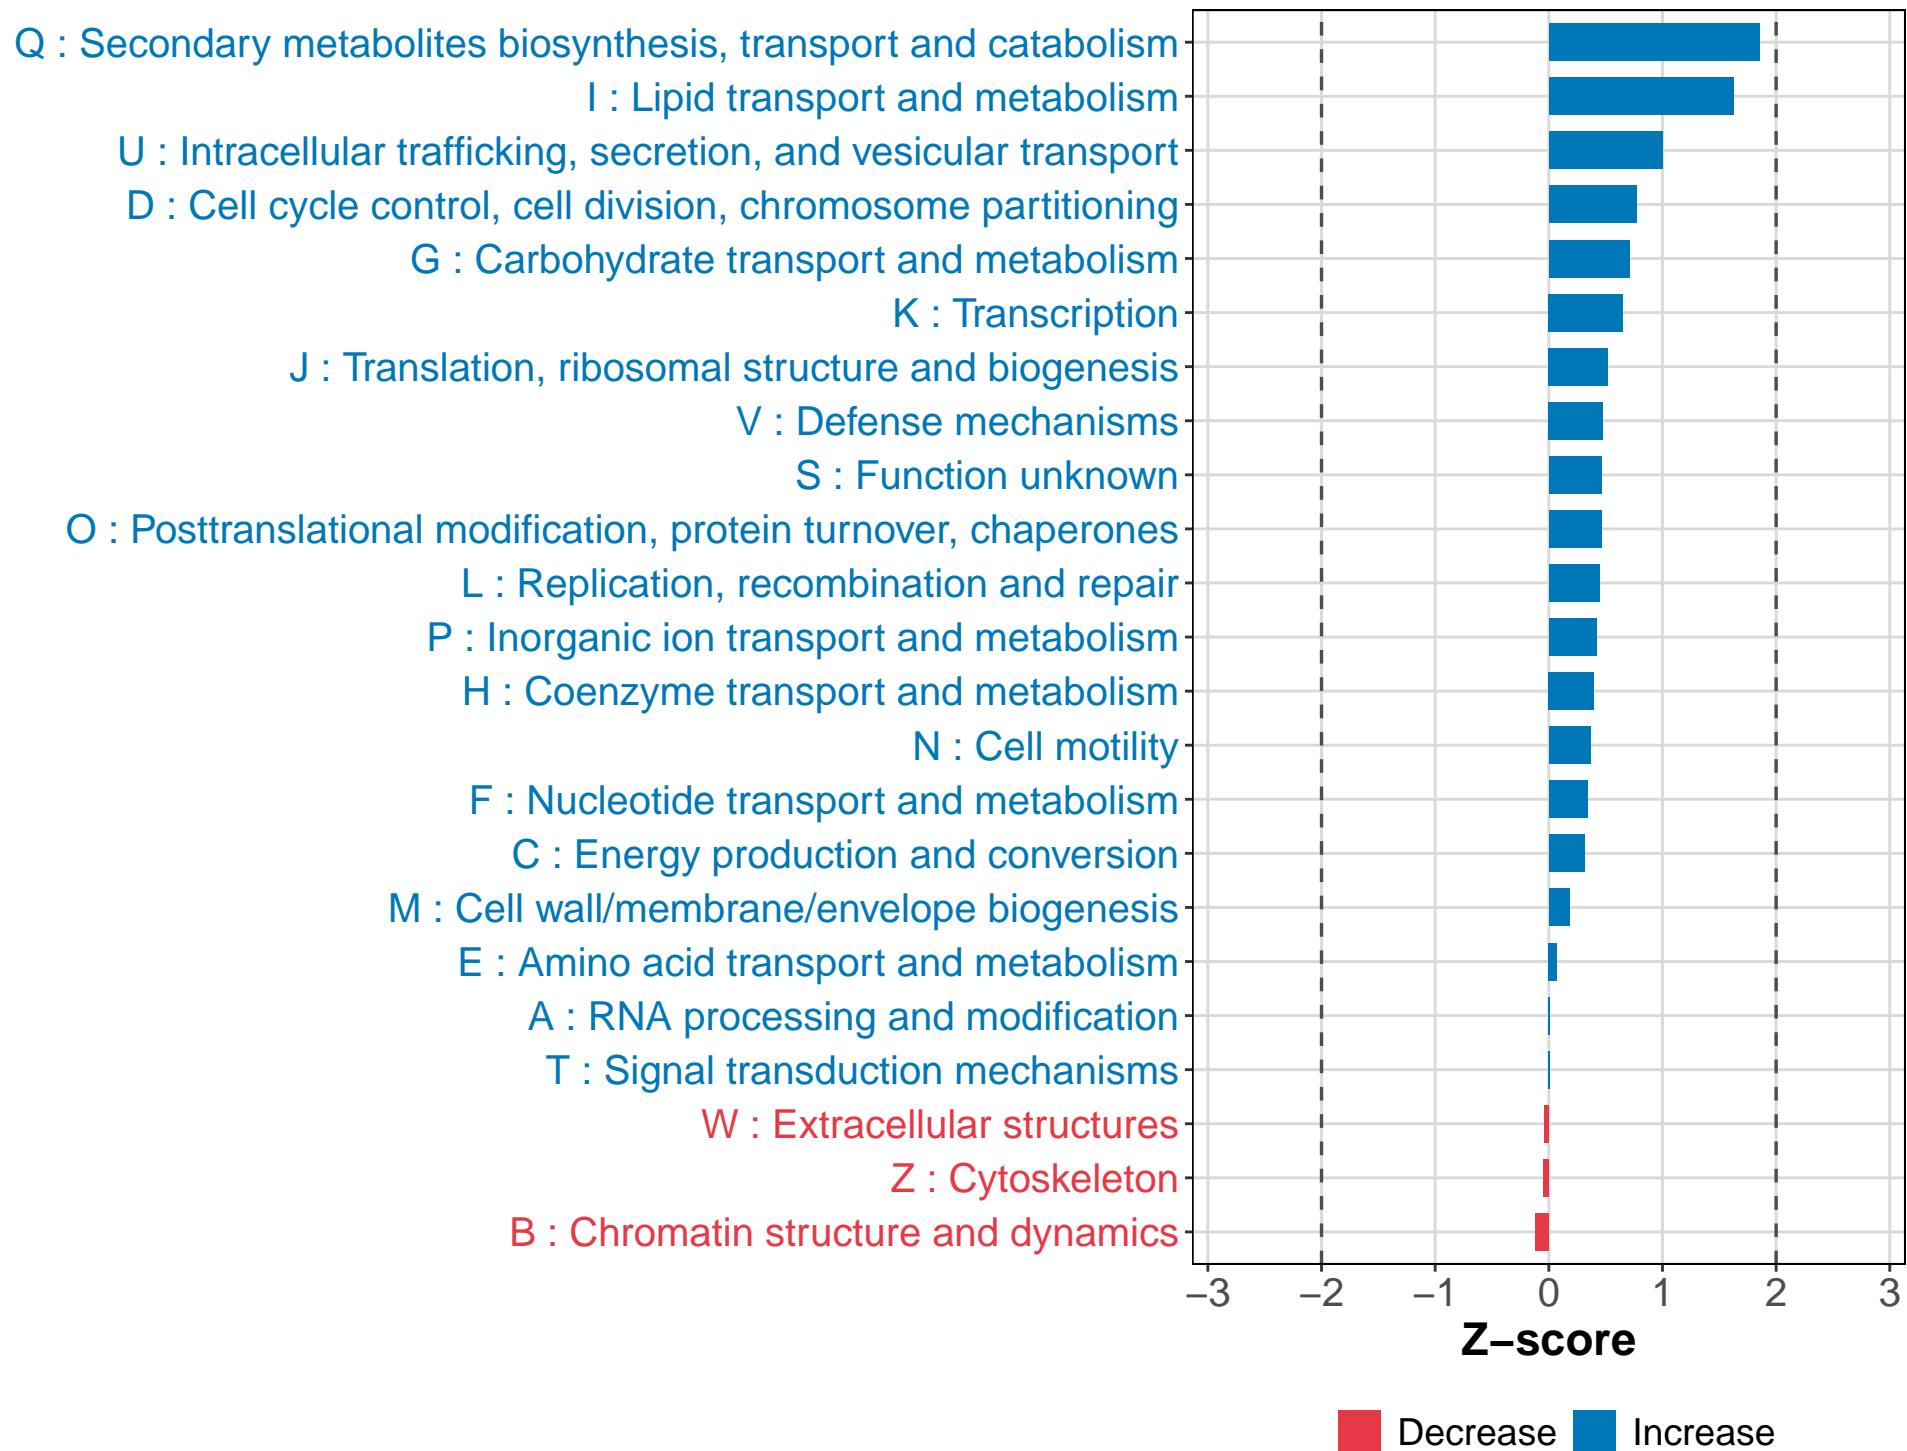 Q : Secondary metabolites biosynthesis, transport and catabolism
I : Lipid transport and metabolism
U : Intracellular trafficking, secretion, and vesicular transport
D : Cell cycle control, cell division, chromosome partitioning
G : Carbohydrate transport and metabolism
K : Transcription
J : Translation, ribosomal structure and biogenesis
V : Defense mechanisms
S : Function unknown
O : Posttranslational modification, protein turnover, chaperones
L : Replication, recombination and repair
P : Inorganic ion transport and metabolism
H : Coenzyme transport and metabolism
N : Cell motility
F : Nucleotide transport and metabolism
C : Energy production and conversion
M : Cell wall/membrane/envelope biogenesis
E : Amino acid transport and metabolism
A : RNA processing and modification
T : Signal transduction mechanisms
W : Extracellular structures
Z : Cytoskeleton
B : Chromatin structure and dynamics
−3 −2 −1 0 1 2 3
Z−score
Decrease Increase